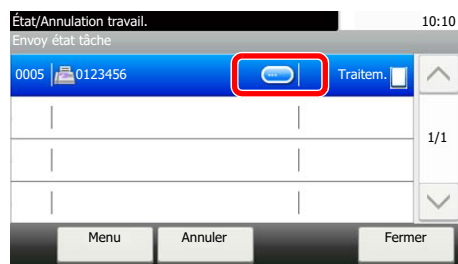 État/Annulation travail. 10:10
Envoy état tâche
0005 0123456 ... Traitem.
1/1
Menu Annuler Fermer